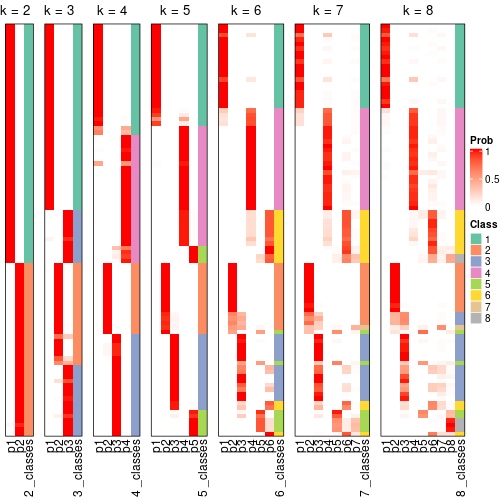 k = 2 k = 3 k = 4 k = 5 k = 6 k = 7 k = 8
Prob
1
0.5
0
Class
1
2
3
4
5
6
7
8
p1 p2 2_classes p1 p2 p3 3_classes p1 p2 p3 p4 4_classes p1 p2 p3 p4 p5 5_classes p1 p2 p3 p4 p5 p6 6_classes p1 p2 p3 p4 p5 p6 p7 7_classes p1 p2 p3 p4 p5 p6 p7 p8 8_classes